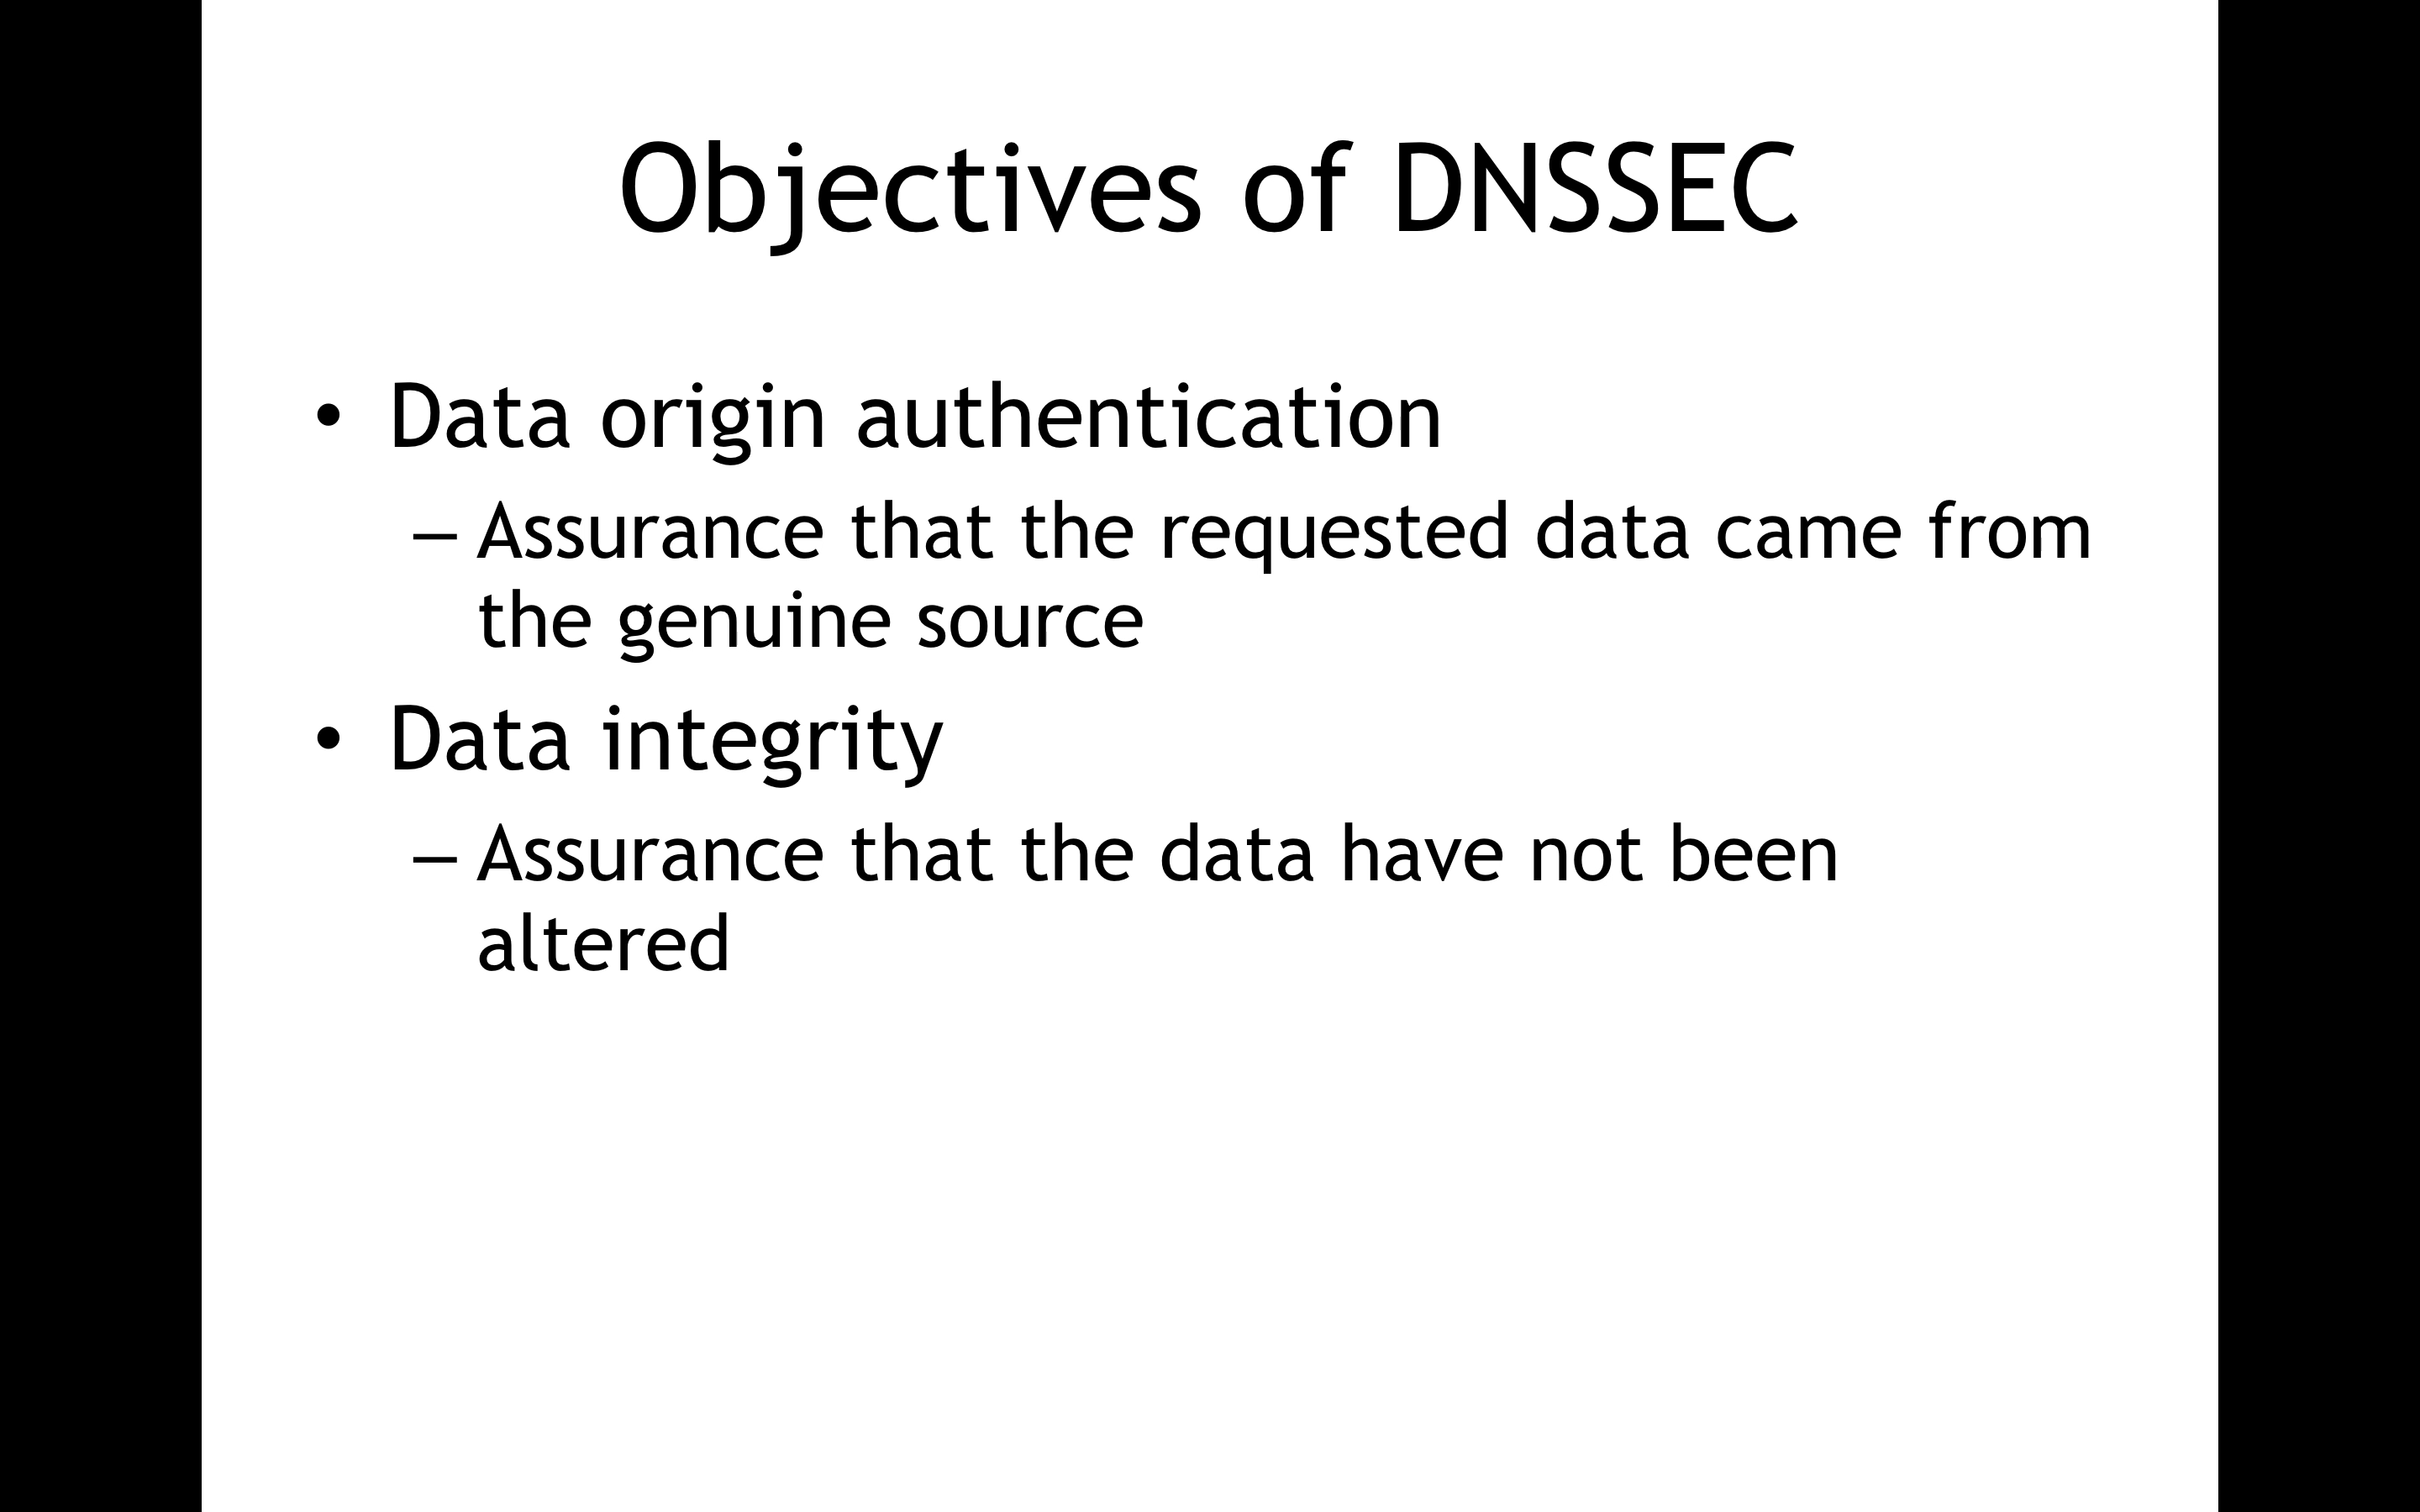 Objectives of DNSSEC
• Data origin authentication
– Assurance that the requested data came from
the genuine source
• Data integrity
– Assurance that the data have not been
altered